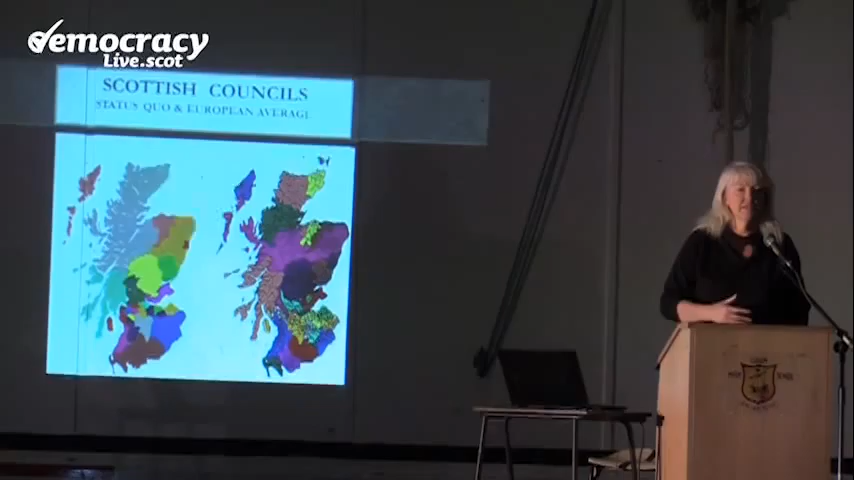 democracy
Live.scot
SCOTTISH COUNCILS
STATUS QUO & EUROPEAN AVERAGE